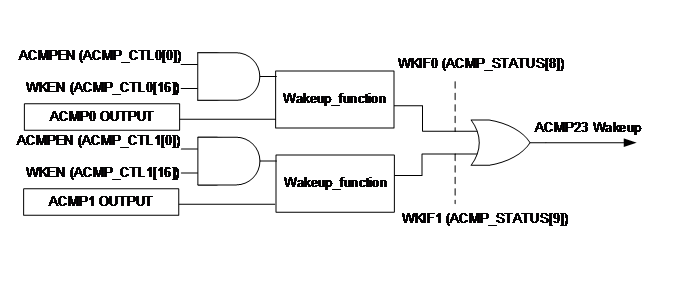 ACMPEN (ACMP_CTL0[0])
WKEN (ACMP_CTL0[16])
ACMP0 OUTPUT
Wakeup_function
WKIF0 (ACMP_STATUS[8])
ACMP23 Wakeup
ACMPEN (ACMP_CTL1[0])
WKEN (ACMP_CTL1[16])
ACMP1 OUTPUT
Wakeup_function
WKIF1 (ACMP_STATUS[9])